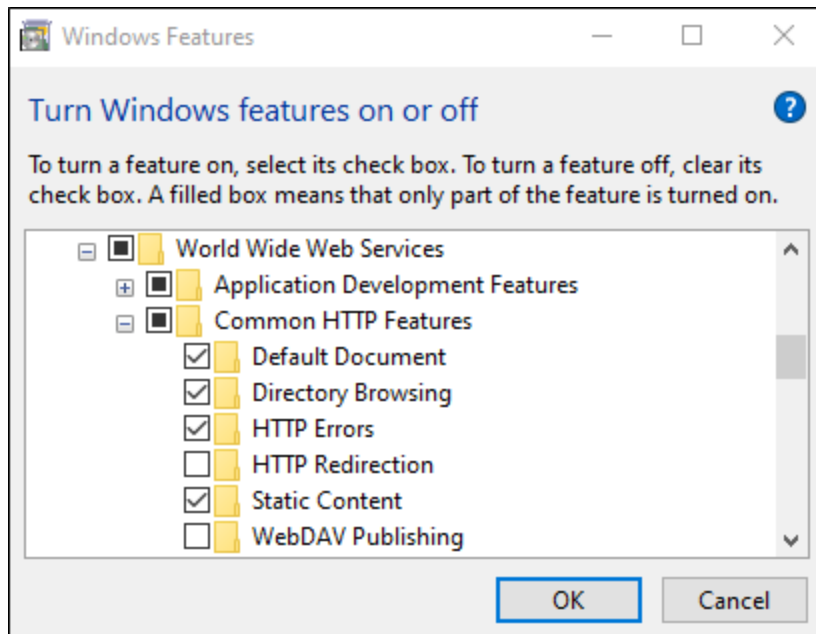 Windows Features
Turn Windows features on or off
?
To turn a feature on, select its check box. To turn a feature off, clear its
check box. A filled box means that only part of the feature is turned on.
World Wide Web Services
Application Development Features
Common HTTP Features
Default Document
Directory Browsing
HTTP Errors
HTTP Redirection
Static Content
WebDAV Publishing
OK Cancel